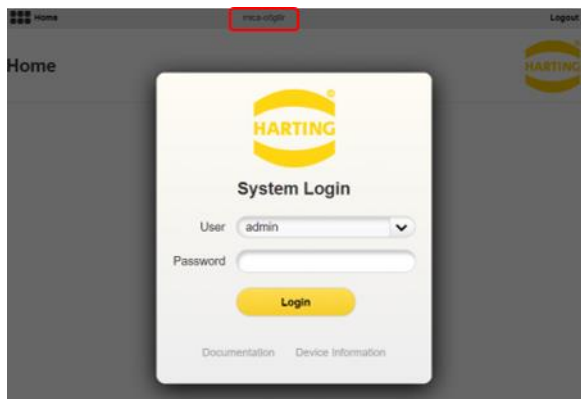 Home
Logout
Home
HARTING
HARTING
System Login
User admin
Password
Login
Documentation Device Information